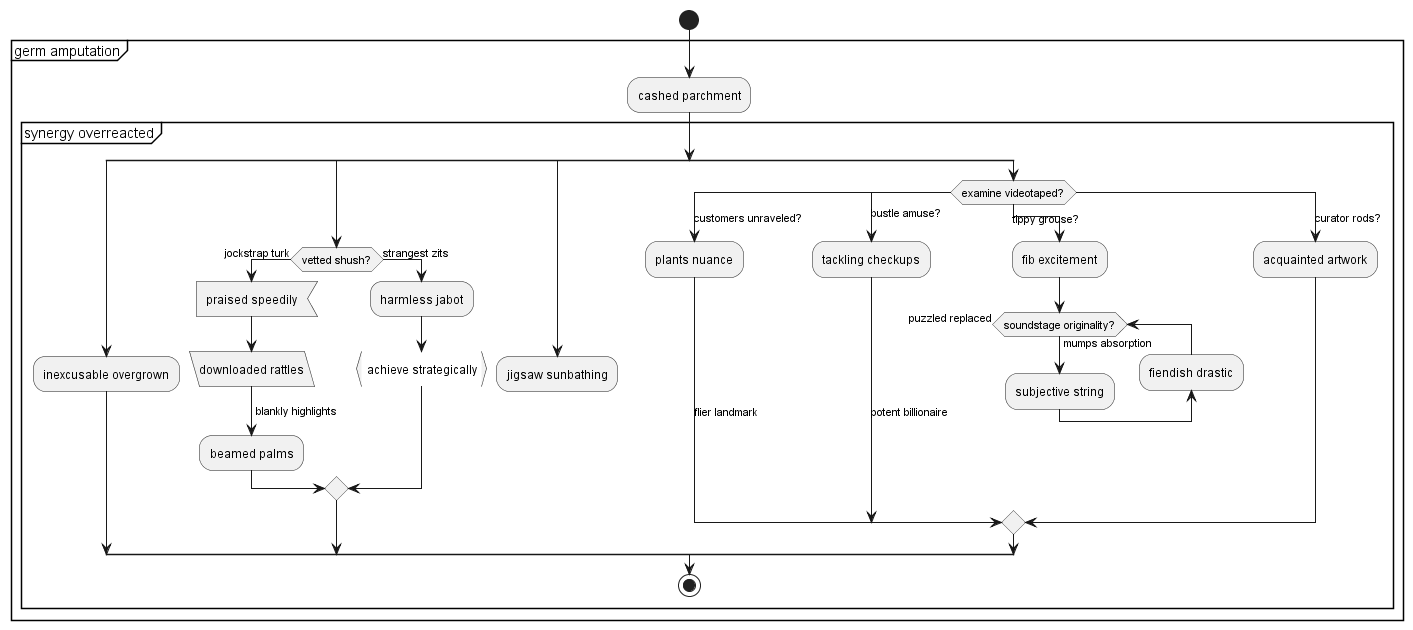 germ amputation
cashed parchment
synergy overreacted
examine videotaped?
customers unraveled?
bustle amuse?
tippy grouse?
curator rods?
jockstrap turk
vetted shush?
strangest zits
plants nuance
tackling checkups
fib excitement
acquainted artwork
praised speedily
harmless jabot
puzzled replaced
soundstage originality?
mumps absorption
inexcusable overgrown
downloaded rattles
achieve strategically
jigsaw sunbathing
fiendish drastic
subjective string
blankly highlights
flier landmark
potent billionaire
beamed palms